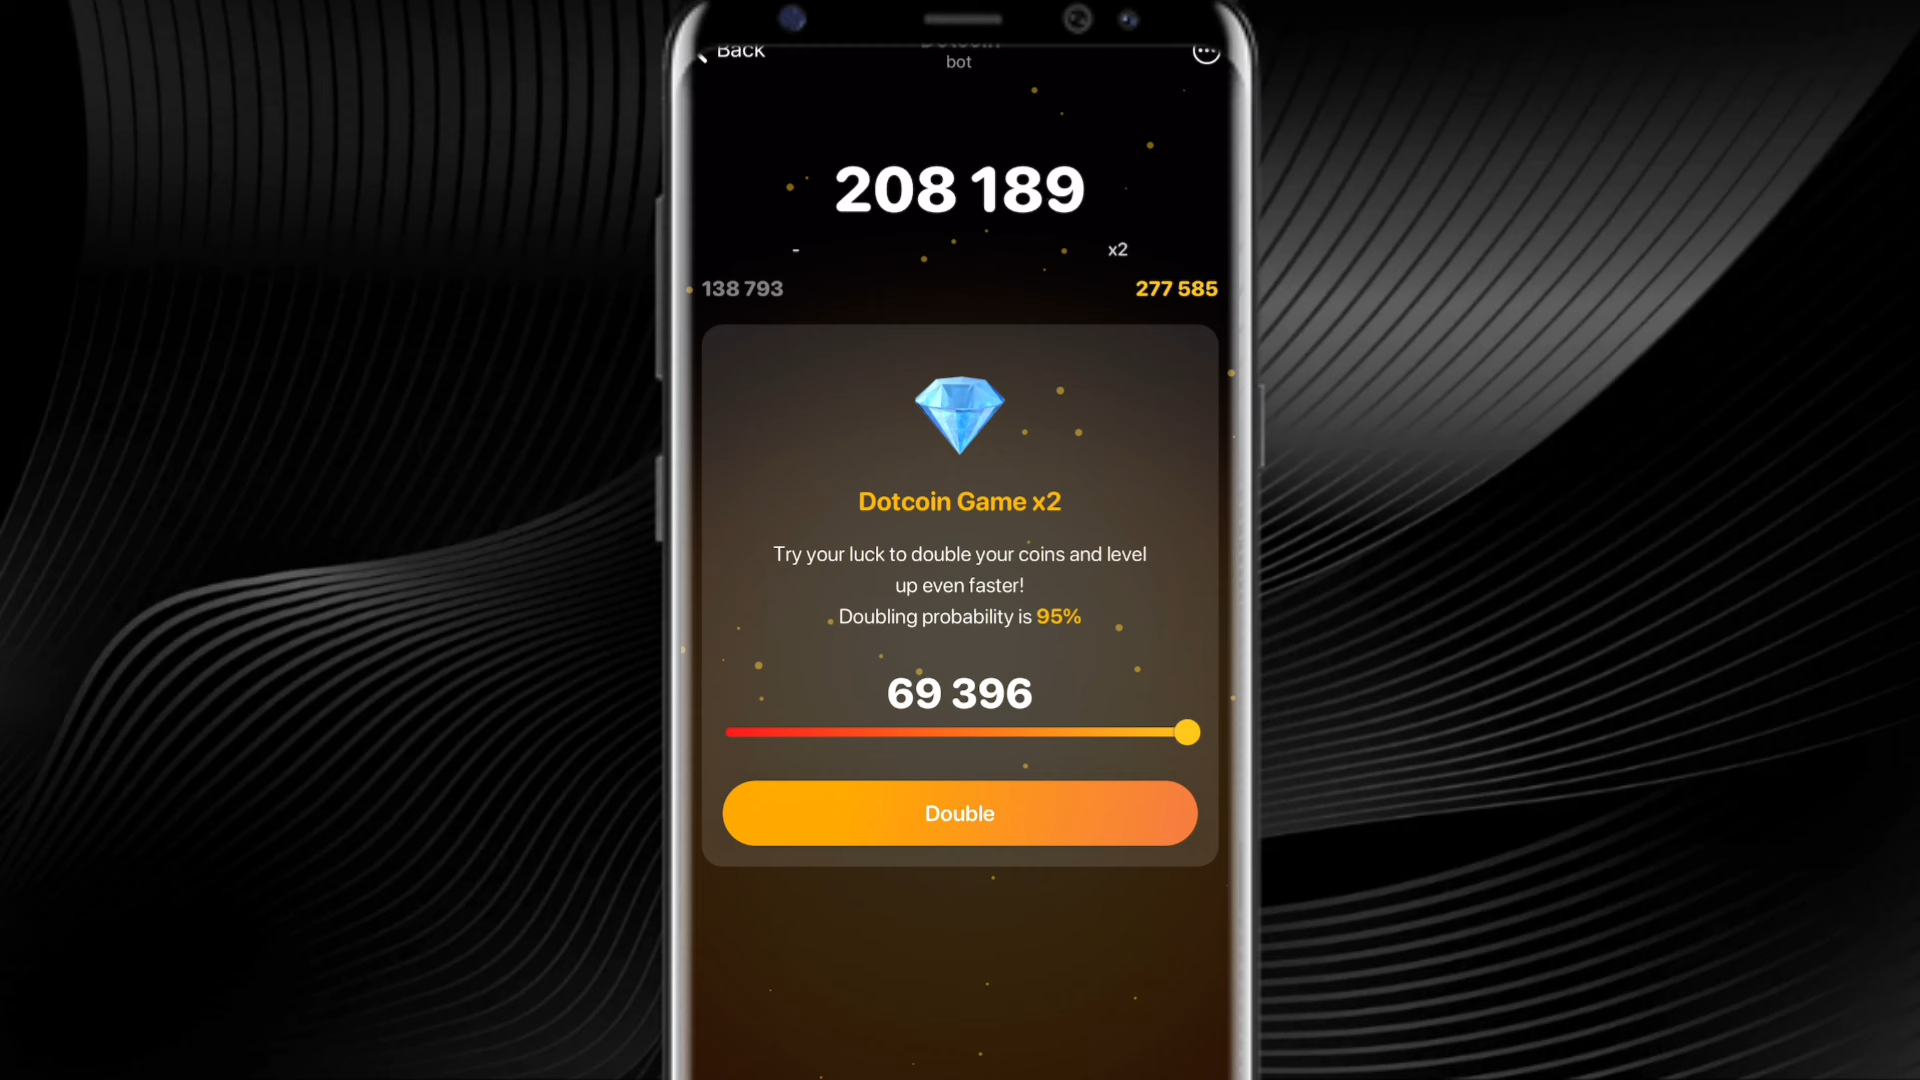 Back
bot
208 189
- x2
138 793 277 585
Dotcoin Game x2
Try your luck to double your coins and level
up even faster!
Doubling probability is 95%
69 396
Double